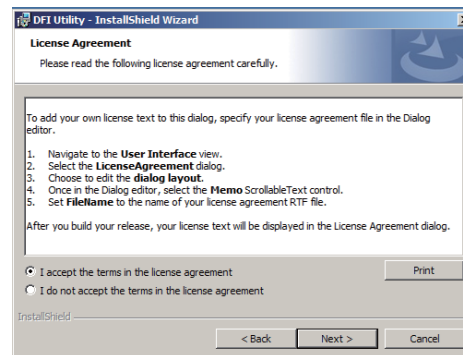 DFI Utility - InstallShield Wizard
License Agreement
Please read the following license agreement carefully.
To add your own license text to this dialog, specify your license agreement file in the Dialog
editor.
1. Navigate to the User Interface view.
2. Select the LicenseAgreement dialog.
3. Choose to edit the dialog layout.
4. Once in the Dialog editor, select the Memo ScrollableText control.
5. Set FileName to the name of your license agreement RTF file.
After you build your release, your license text will be displayed in the License Agreement dialog.
I accept the terms in the license agreement
Print
I do not accept the terms in the license agreement
InstallShield
< Back
Next >
Cancel